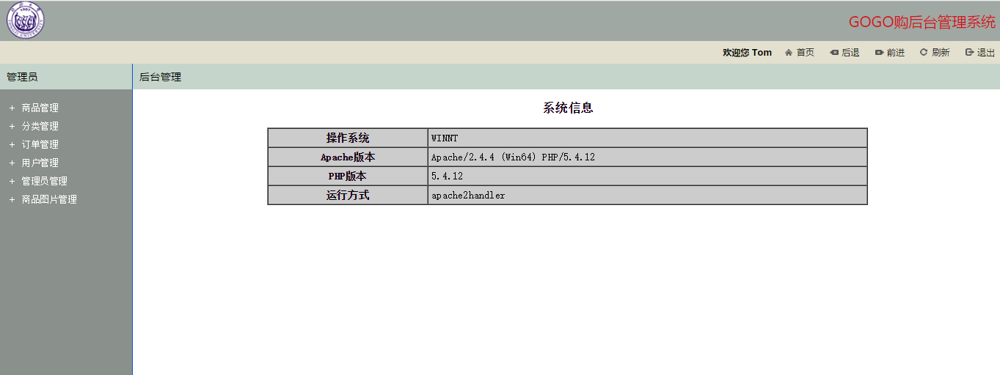 GOGO购后台管理系统
欢迎您 Tom 首页 后退 前进 刷新 退出
管理员
后台管理
+ 商品管理
+ 分类管理
+ 订单管理
+ 用户管理
+ 管理员管理
+ 商品图片管理
系统信息
操作系统 WINNT
Apache版本 Apache/2.4.4 (Win64) PHP/5.4.12
PHP版本 5.4.12
运行方式 apache2handler